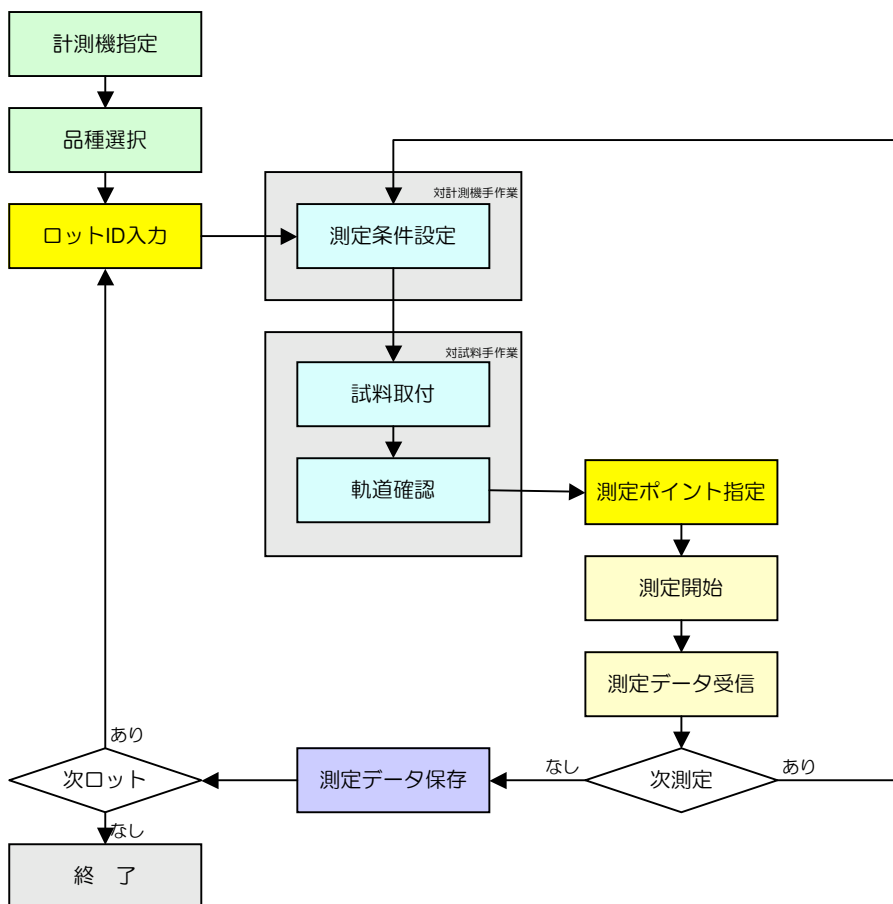 計測機指定
品種選択
ロットID入力
対計測機手作業
測定条件設定
対試料手作業
試料取付
軌道確認
測定ポイント指定
測定開始
測定データ受信
次測定
あり
なし
測定データ保存
次ロット
あり
なし
終　了